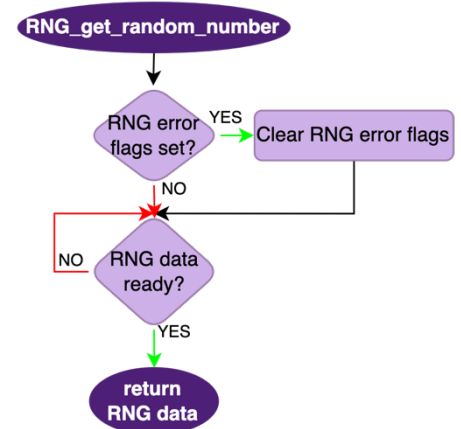 RNG_get_random_number
RNG error
flags set?
YES
Clear RNG error flags
NO
NO
RNG data
ready?
YES
return
RNG data